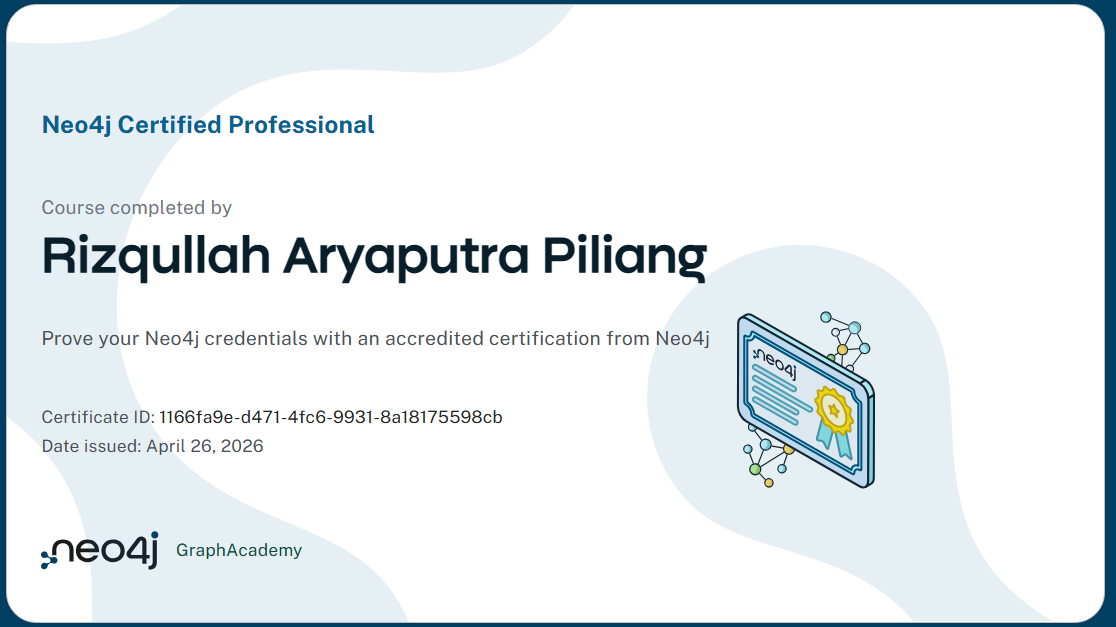 Neo4j Certified Professional
Course completed by
Rizqullah Aryaputra Piliang
Prove your Neo4j credentials with an accredited certification from Neo4j
neo4j
Certificate ID: 1166fa9e-d471-4fc6-9931-8a18175598cb
Date issued: April 26, 2026
neo4j GraphAcademy